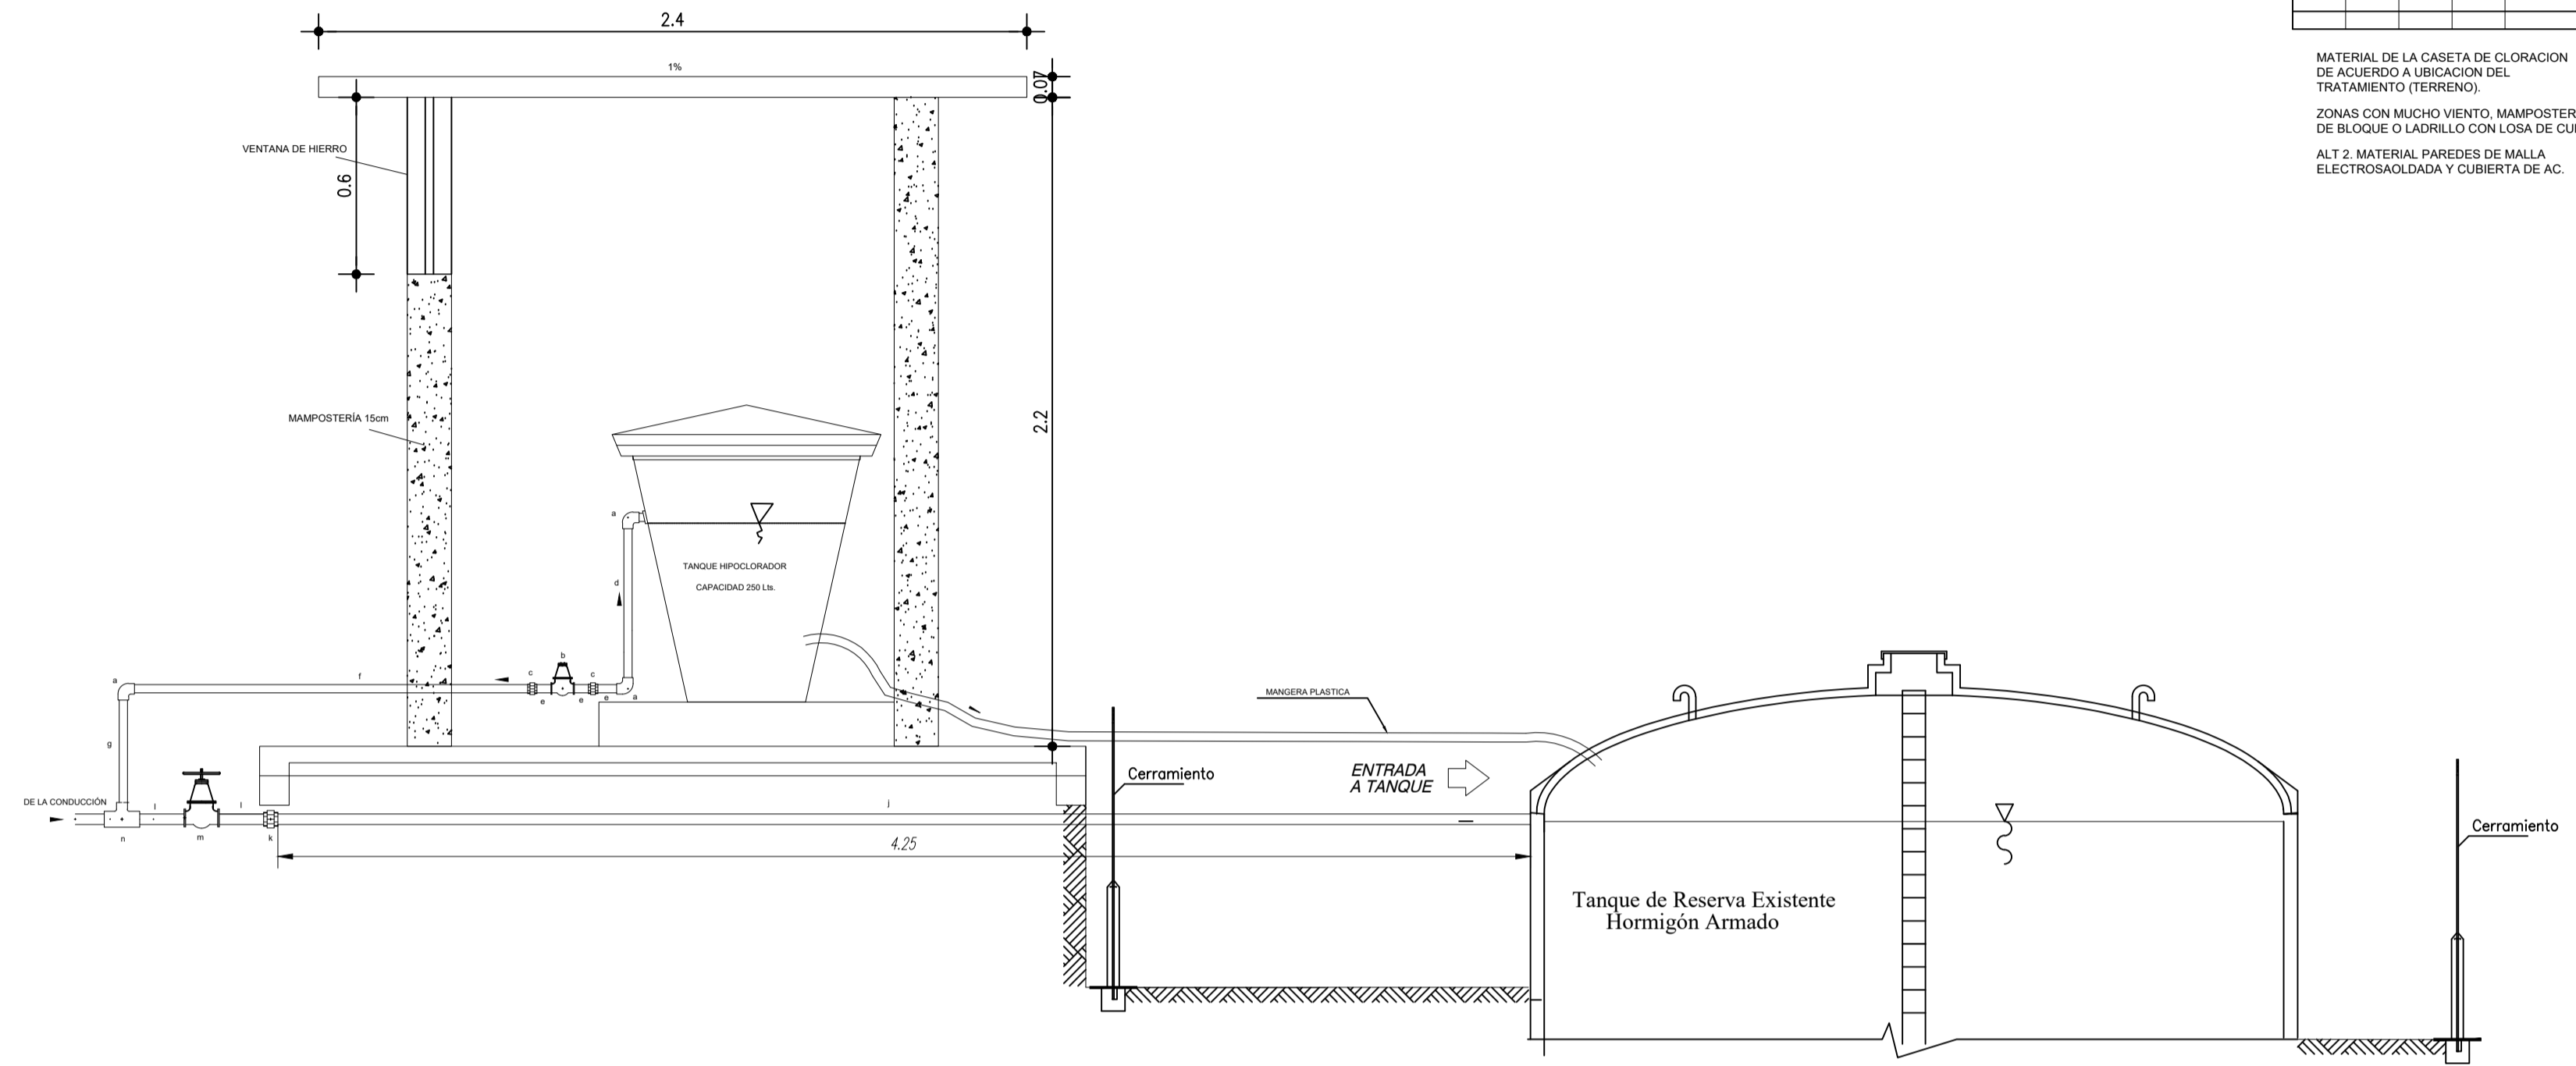 2.4
1%
0.07
MATERIAL DE LA CASETA DE CLORACION
DE ACUERDO A UBICACION DEL
TRATAMIENTO (TERRENO).
ZONAS CON MUCHO VIENTO, MAMPOSTER
DE BLOQUE O LADRILLO CON LOSA DE CU
ALT 2. MATERIAL PAREDES DE MALLA
ELECTROSAOLDADA Y CUBIERTA DE AC.
VENTANA DE HIERRO
0.6
MAMPOSTERÍA 15cm
2.2
a
TANQUE HIPOCLORADOR
d
CAPACIDAD 250 Lts.
b
c
c
f
a
e
e
e
a
MANGERA PLASTICA
g
ENTRADA
A TANQUE
Cerramiento
DE LA CONDUCCIÓN
l
l
j
n
m
k
4.25
Cerramiento
Tanque de Reserva Existente
Hormigón Armado